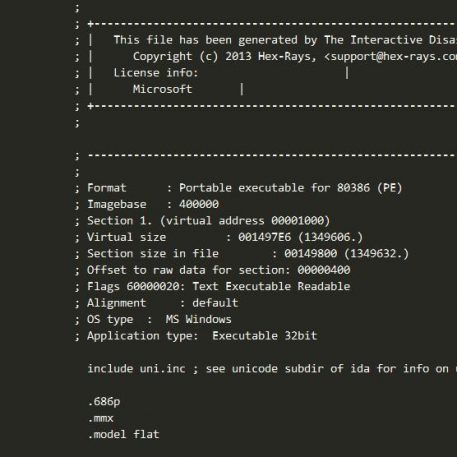 ;
; +-------------------------------------------------------
; |   This file has been generated by The Interactive Disas
; |      Copyright (c) 2013 Hex-Rays, <support@hex-rays.com
; |   License info:                      |
; |      Microsoft       |
; +-------------------------------------------------------
;
; --------------------------------------------------------
;
; Format      : Portable executable for 80386 (PE)
; Imagebase   : 400000
; Section 1. (virtual address 00001000)
; Virtual size         : 001497E6 (1349606.)
; Section size in file        : 00149800 (1349632.)
; Offset to raw data for section: 00000400
; Flags 60000020: Text Executable Readable
; Alignment     : default
; OS type  :  MS Windows
; Application type:  Executable 32bit
include uni.inc ; see unicode subdir of ida for info on
.686p
.mmx
.model flat